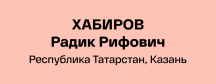 ХАБИРОВ
Радик Рифович
Республика Татарстан, Казань